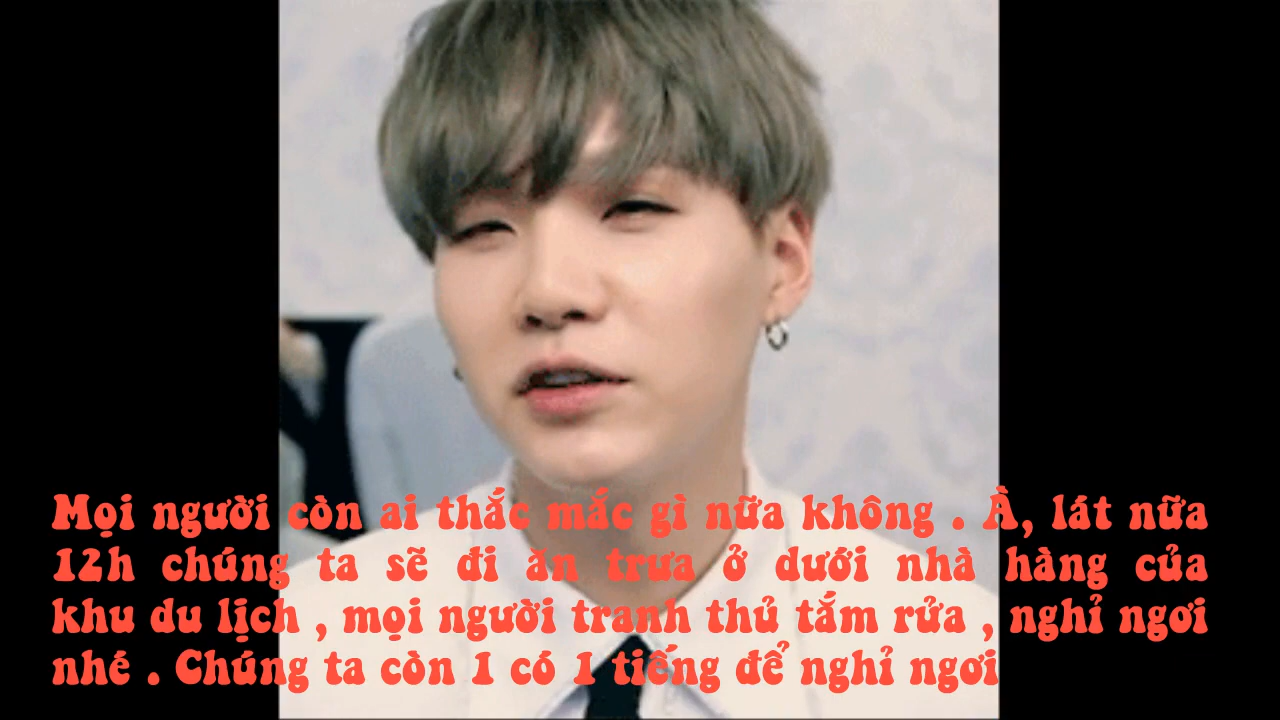 Mọi người còn ai thắc mắc gì nữa không . À, lát nữa
12h chúng ta sẽ đi ăn trưa ở dưới nhà hàng của
khu du lịch , mọi người tranh thủ tắm rửa , nghỉ ngơi
nhé . Chúng ta còn 1 có 1 tiếng để nghỉ ngơi